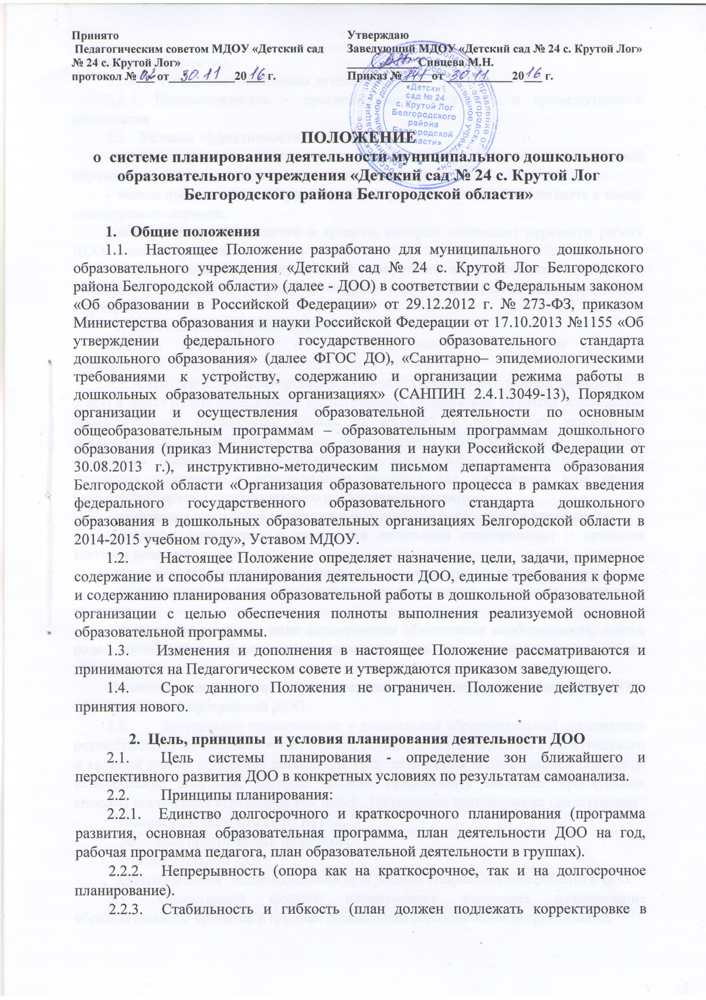 Принято
Педагогическим советом МДОУ «Детский сад
№ 24 с. Крутой Лог»
протокол № 02 от 30.11 2016 г.
Утверждаю
Заведующий МДОУ «Детский сад № 24 с. Крутой Лог»
Сивцева М.Н.
Приказ № 141 от 30.11 2016 г.
«Детский
сад № 24
с. Крутой Лог
Белгородского
района
Белгородской
области»
ПОЛОЖЕНИЕ
о системе планирования деятельности муниципального дошкольного
образовательного учреждения «Детский сад № 24 с. Крутой Лог
Белгородского района Белгородской области»
1. Общие положения
1.1. Настоящее Положение разработано для муниципального дошкольного
образовательного учреждения «Детский сад № 24 с. Крутой Лог Белгородского
района Белгородской области» (далее - ДОО) в соответствии с Федеральным законом
«Об образовании в Российской Федерации» от 29.12.2012 г. № 273-ФЗ, приказом
Министерства образования и науки Российской Федерации от 17.10.2013 №1155 «Об
утверждении федерального государственного образовательного стандарта
дошкольного образования» (далее ФГОС ДО), «Санитарно– эпидемиологическими
требованиями к устройству, содержанию и организации режима работы в
дошкольных образовательных организациях» (САНПИН 2.4.1.3049-13), Порядком
организации и осуществления образовательной деятельности по основным
общеобразовательным программам – образовательным программам дошкольного
образования (приказ Министерства образования и науки Российской Федерации от
30.08.2013 г.), инструктивно-методическим письмом департамента образования
Белгородской области «Организация образовательного процесса в рамках введения
федерального государственного образовательного стандарта дошкольного
образования в дошкольных образовательных организациях Белгородской области в
2014-2015 учебном году», Уставом МДОУ.
1.2. Настоящее Положение определяет назначение, цели, задачи, примерное
содержание и способы планирования деятельности ДОО, единые требования к форме
и содержанию планирования образовательной работы в дошкольной образовательной
организации с целью обеспечения полноты выполнения реализуемой основной
образовательной программы.
1.3. Изменения и дополнения в настоящее Положение рассматриваются и
принимаются на Педагогическом совете и утверждаются приказом заведующего.
1.4. Срок данного Положения не ограничен. Положение действует до
принятия нового.
2. Цель, принципы и условия планирования деятельности ДОО
2.1. Цель системы планирования - определение зон ближайшего и
перспективного развития ДОО в конкретных условиях по результатам самоанализа.
2.2. Принципы планирования:
2.2.1. Единство долгосрочного и краткосрочного планирования (программа
развития, основная образовательная программа, план деятельности ДОО на год,
рабочая программа педагога, план образовательной деятельности в группах).
2.2.2. Непрерывность (опора как на краткосрочное, так и на долгосрочное
планирование).
2.2.3. Стабильность и гибкость (план должен подлежать корректировке в